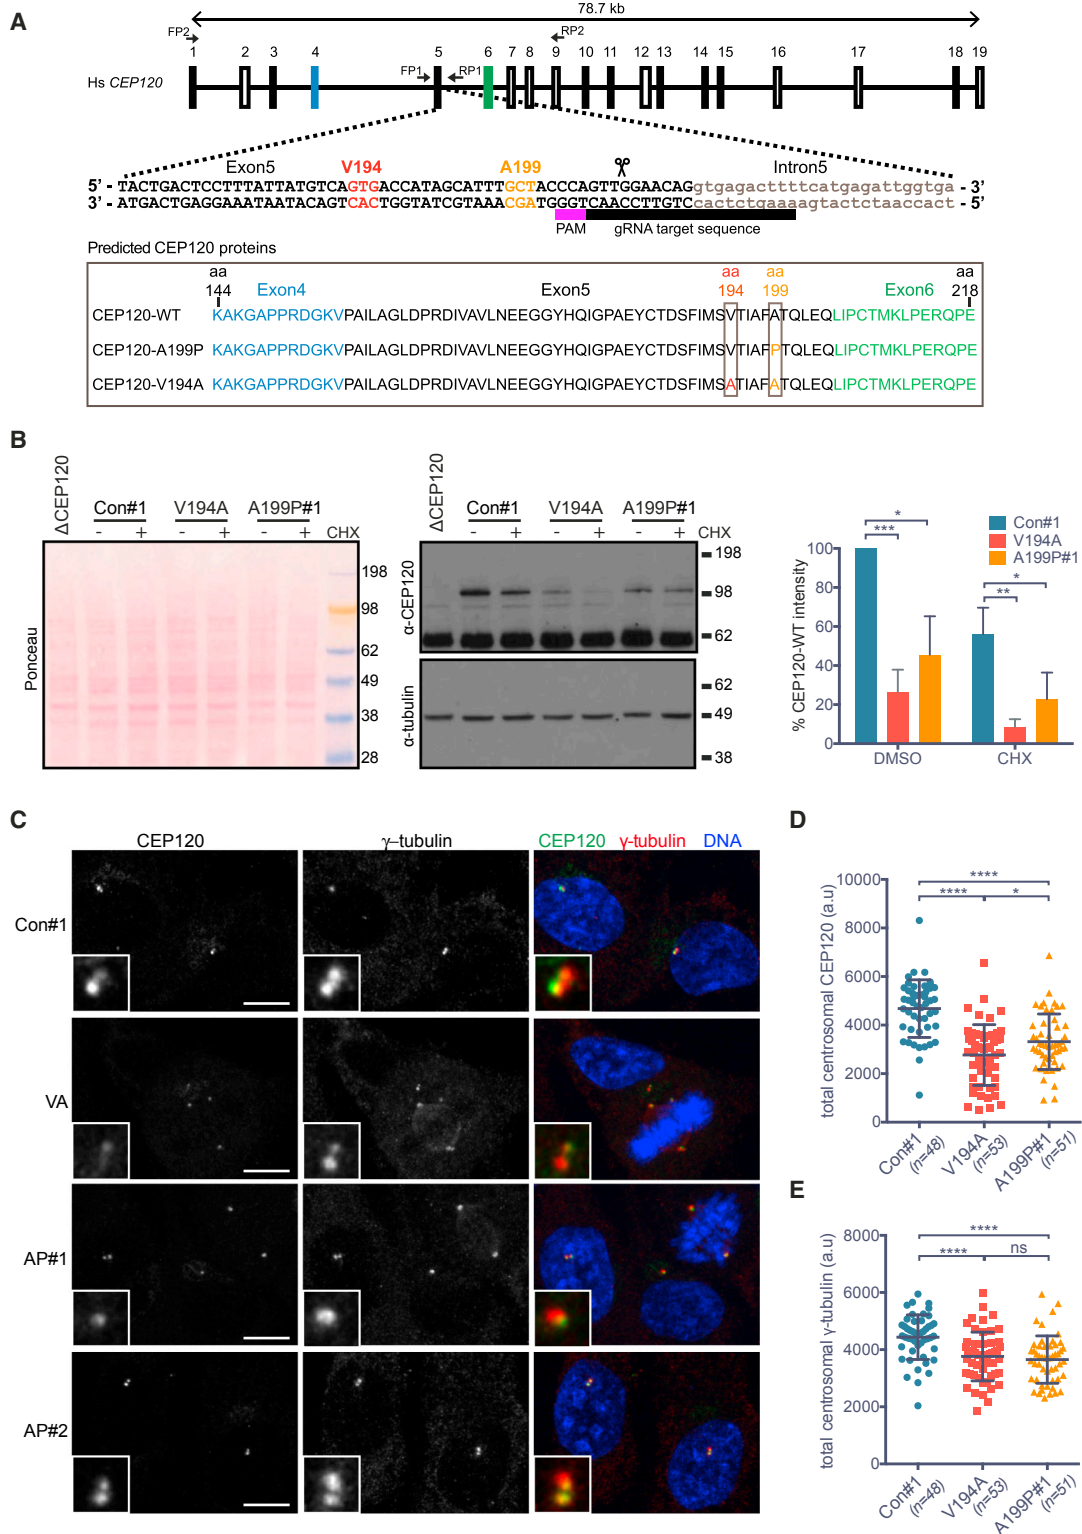 A
78.7 kb
FP2
RP2
1 2 3 4 5 6 7 8 9 10 11 12 13 14 15 16 17 18 19
FP1
RP1
Hs CEP120
Exon5 V194 A199 Intron5
5' - TACTGACTCCTTTATTATGTCAGTGACCATAGCATTTGCTACCCAGTTGGAACAGgtgagacttttcatgagattggtga - 3'
3' - ATGACTGAGGAAATAATACAGTCACTGGTATCGTAAACGATGGGTCAACCTTGTCcactctgaaaagtactctaaccact - 5'
PAM gRNA target sequence
Predicted CEP120 proteins
aa aa aa aa
144 Exon4 Exon5 194 199 Exon6 218
CEP120-WT KAKGAPPRDGKVPAILAGLDPRDIVAVLNEEGGYHQIGPAEYCTDSFIMSVTIAFATQLEQLIPCTMKLPERQPE
CEP120-A199P KAKGAPPRDGKVPAILAGLDPRDIVAVLNEEGGYHQIGPAEYCTDSFIMSVTIAFPTQLEQLIPCTMKLPERQPE
CEP120-V194A KAKGAPPRDGKVPAILAGLDPRDIVAVLNEEGGYHQIGPAEYCTDSFIMSATIAFATQLEQLIPCTMKLPERQPE
B
ΔCEP120 Con#1 V194A A199P#1
- + - + - + CHX
Ponceau
198
98
62
49
38
28
ΔCEP120 Con#1 V194A A199P#1
- + - + - + CHX
α-CEP120
198
98
62
α-tubulin
62
49
38
Con#1
V194A
A199P#1
% CEP120-WT intensity
100
80
60
40
20
0
*
***
*
**
DMSO CHX
C
CEP120 γ-tubulin CEP120 γ-tubulin DNA
Con#1
VA
AP#1
AP#2
D
total centrosomal CEP120 (a.u)
10000
8000
6000
4000
2000
0
****
**** *
Con#1 (n=48)
V194A (n=53)
A199P#1 (n=51)
E
total centrosomal γ-tubulin (a.u)
8000
6000
4000
2000
0
****
**** ns
Con#1 (n=48)
V194A (n=53)
A199P#1 (n=51)